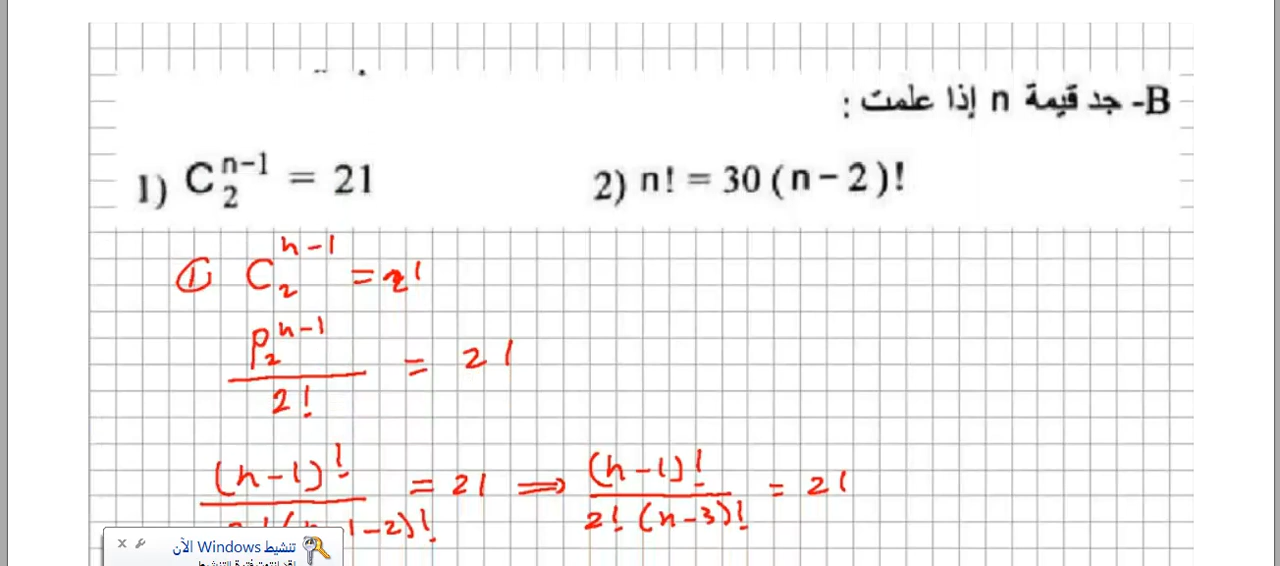 B- جد قيمة n إذا علمت :
1) C₂ⁿ⁻¹ = 21 2) n! = 30 (n - 2)!
① C₂ⁿ⁻¹ = 21
P₂ⁿ⁻¹ / 2! = 21
(n-1)! / 2! (n-1-2)! = 21 ⟹ (n-1)! / 2! (n-3)! = 21
تنشيط Windows الآن